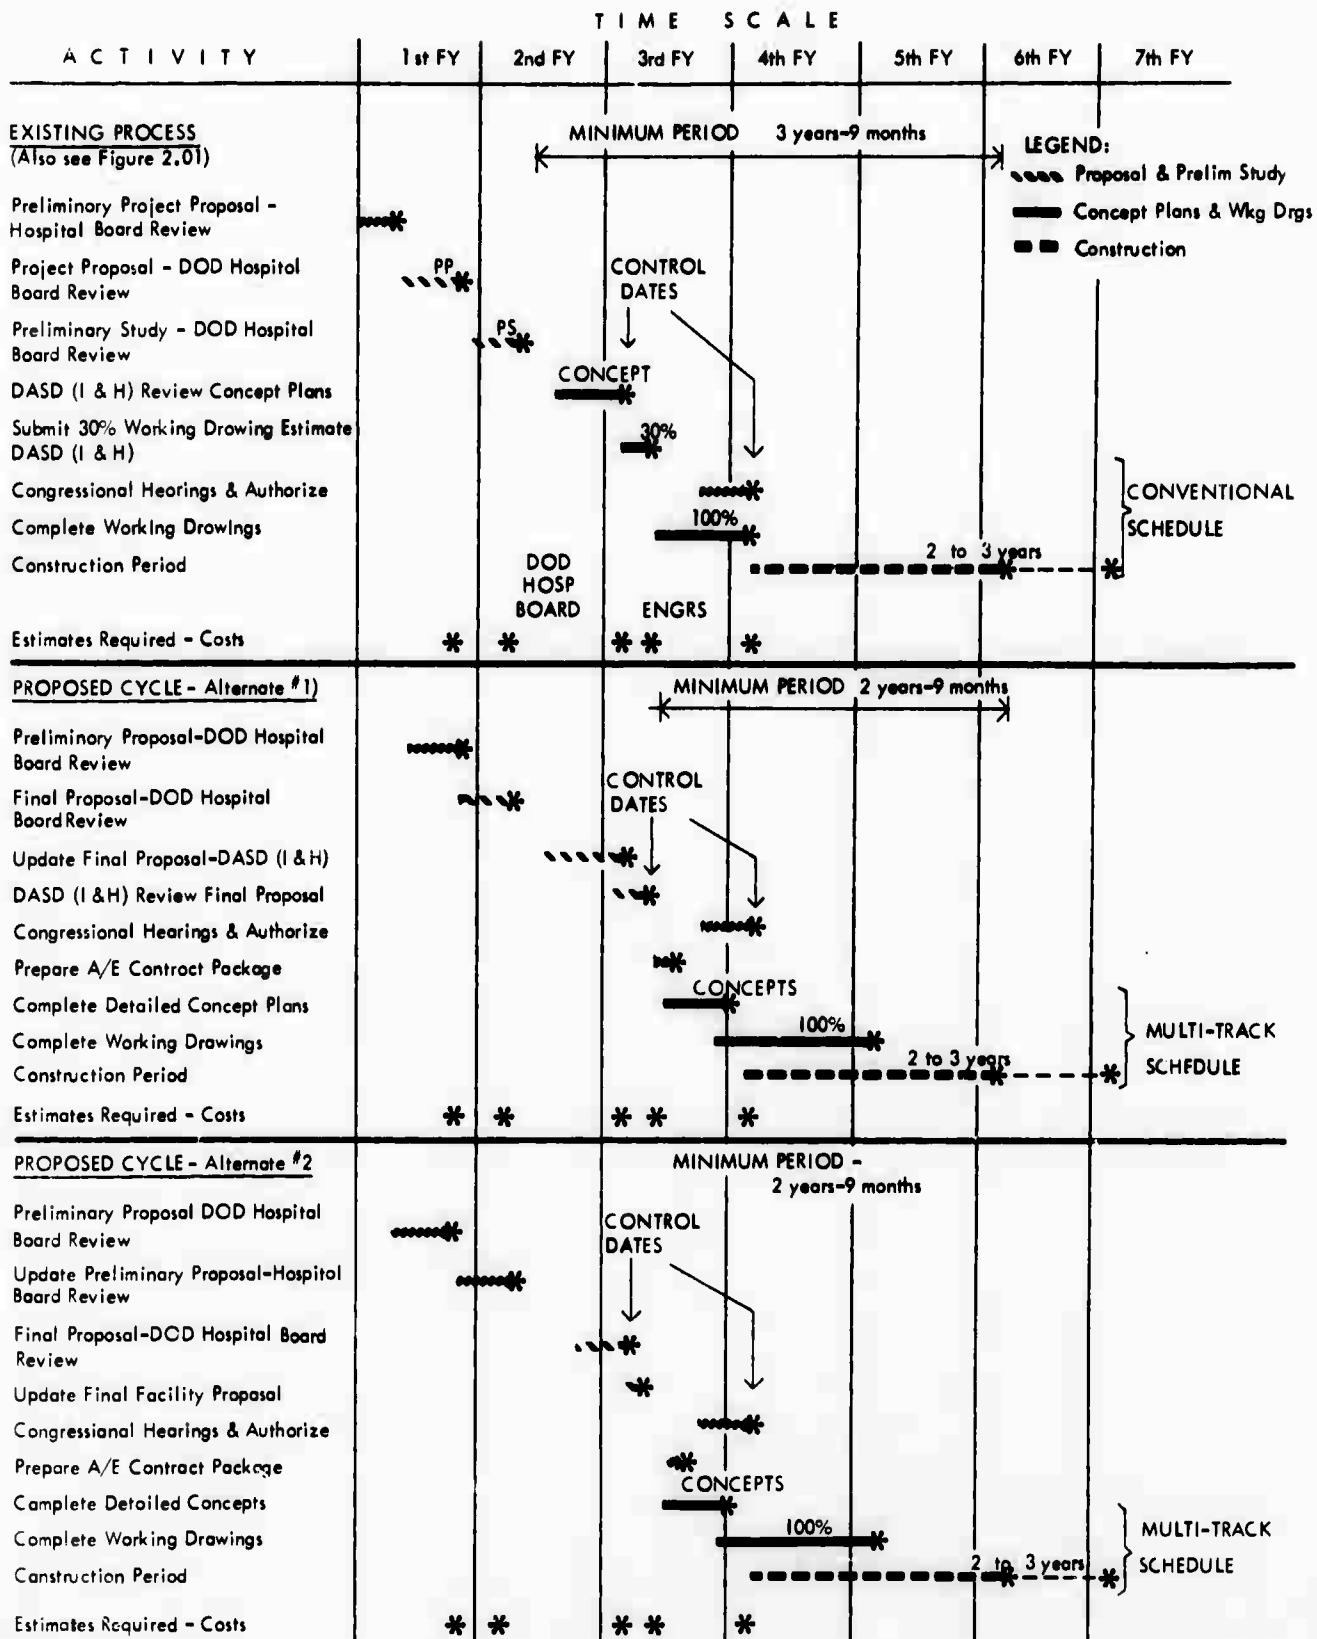 TIME SCALE
ACTIVITY 1st FY 2nd FY 3rd FY 4th FY 5th FY 6th FY 7th FY
EXISTING PROCESS
(Also see Figure 2.01)
MINIMUM PERIOD 3 years-9 months
LEGEND:
Proposal & Prelim Study
Concept Plans & Wkg Drgs
Construction
Preliminary Project Proposal -
Hospital Board Review
Project Proposal - DOD Hospital
Board Review
PP
CONTROL
DATES
Preliminary Study - DOD Hospital
Board Review
PS
DASD (I & H) Review Concept Plans
CONCEPT
Submit 30% Working Drawing Estimate
DASD (I & H)
30%
Congressional Hearings & Authorize
Complete Working Drawings
100%
Construction Period
2 to 3 years
CONVENTIONAL
SCHEDULE
DOD
HOSP
BOARD
ENGRS
Estimates Required - Costs * * * * *
PROPOSED CYCLE - Alternate #1)
MINIMUM PERIOD 2 years-9 months
Preliminary Proposal-DOD Hospital
Board Review
Final Proposal-DOD Hospital
Board Review
CONTROL
DATES
Update Final Proposal-DASD (I & H)
DASD (I & H) Review Final Proposal
Congressional Hearings & Authorize
Prepare A/E Contract Package
Complete Detailed Concept Plans
CONCEPTS
Complete Working Drawings
100%
Construction Period
2 to 3 years
MULTI-TRACK
SCHEDULE
Estimates Required - Costs * * * * *
PROPOSED CYCLE - Alternate #2
MINIMUM PERIOD -
2 years-9 months
Preliminary Proposal DOD Hospital
Board Review
CONTROL
DATES
Update Preliminary Proposal-Hospital
Board Review
Final Proposal-DOD Hospital Board
Review
Update Final Facility Proposal
Congressional Hearings & Authorize
Prepare A/E Contract Package
Complete Detailed Concepts
CONCEPTS
Complete Working Drawings
100%
Construction Period
2 to 3 years
MULTI-TRACK
SCHEDULE
Estimates Required - Costs * * * * *